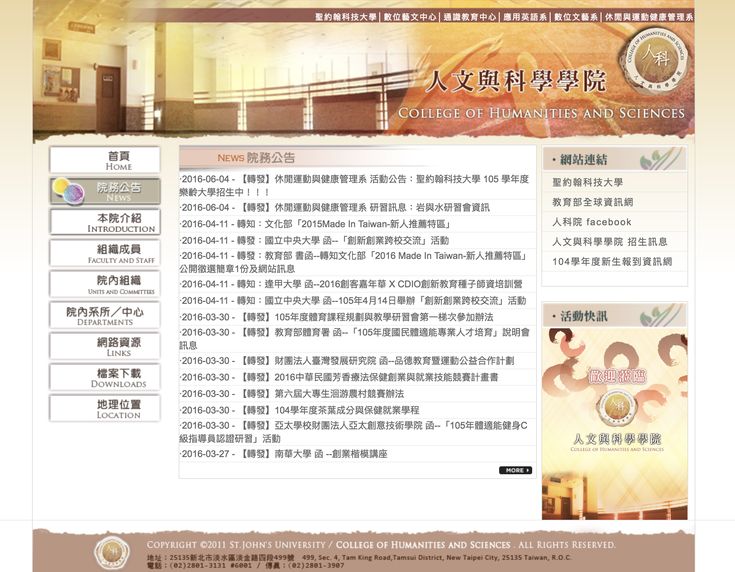 聖約翰科技大學│數位藝文中心│通識教育中心│應用英語系│數位文藝系│休閒與運動健康管理系
人文與科學學院
College of Humanities and Sciences
COLLEGE OF HUMANITIES AND SCIENCES
人科
人文與科學學院
首頁
Home
院務公告
News
本院介紹
Introduction
組織成員
Faculty and Staff
院內組織
Units and Committees
院內系所／中心
Departments
網路資源
Links
檔案下載
Downloads
地理位置
Location
News 院務公告
·2016-06-04 - 【轉發】休閒運動與健康管理系 活動公告：聖約翰科技大學 105 學年度
樂齡大學招生中！！！
·2016-06-04 - 【轉發】休閒運動與健康管理系 研習訊息：岩與水研習會資訊
·2016-04-11 - 轉知：文化部「2015Made In Taiwan-新人推薦特區」
·2016-04-11 - 轉發：國立中央大學 函--「創新創業跨校交流」活動
·2016-04-11 - 轉發：教育部 書函--轉知文化部「2016 Made In Taiwan-新人推薦特區」
公開徵選簡章1份及網站訊息
·2016-04-11 - 轉知：逢甲大學 函--2016創客嘉年華 X CDIO創新教育種子師資培訓營
·2016-04-11 - 轉知：國立中央大學 函--105年4月14日舉辦「創新創業跨校交流」活動
·2016-03-30 - 【轉發】105年度體育課程規劃與教學研習會第一梯次參加辦法
·2016-03-30 - 【轉發】教育部體育署 函--「105年度國民體適能專業人才培育」說明會
訊息
·2016-03-30 - 【轉發】財團法人臺灣發展研究院 函--品德教育暨運動公益合作計劃
·2016-03-30 - 【轉發】2016中華民國芳香療法保健創業與就業技能競賽計畫書
·2016-03-30 - 【轉發】第六屆大專生洄游農村競賽辦法
·2016-03-30 - 【轉發】104學年度茶葉成分與保健就業學程
·2016-03-30 - 【轉發】亞太學校財團法人亞太創意技術學院 函--「105年體適能健身C
級指導員認證研習」活動
·2016-03-27 - 【轉發】南華大學 函 --創業楷模講座
MORE
·網站連結
聖約翰科技大學
教育部全球資訊網
人科院 facebook
人文與科學學院 招生訊息
104學年度新生報到資訊網
·活動快訊
歡迎蒞臨
人科
人文與科學學院
College of Humanities and Sciences
人科
Copyright ©2011 St.John's University / College of Humanities and Sciences . All Rights Reserved.
地址：25135新北市淡水區淡金路四段499號 499, Sec. 4, Tam King Road,Tamsui District, New Taipei City, 25135 Taiwan, R.O.C.
電話：(02)2801-3131 #6001 / 傳真：(02)2801-3907